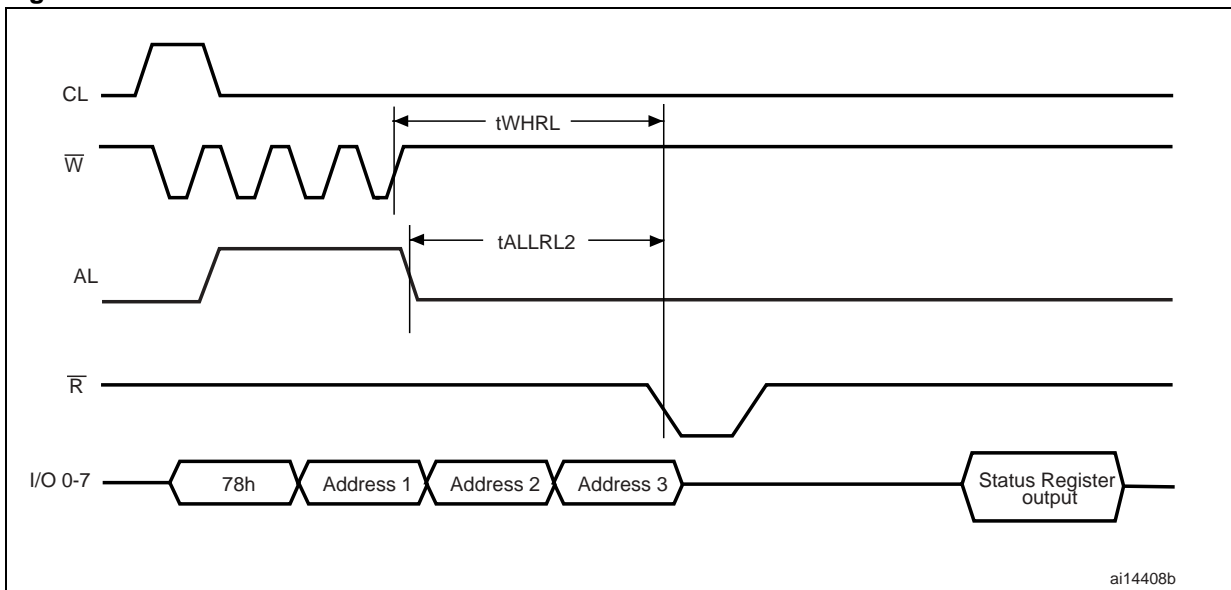 CL
tWHRL
W̅
tALLRL2
AL
R̅
I/O 0-7
78h
Address 1
Address 2
Address 3
Status Register
output
ai14408b